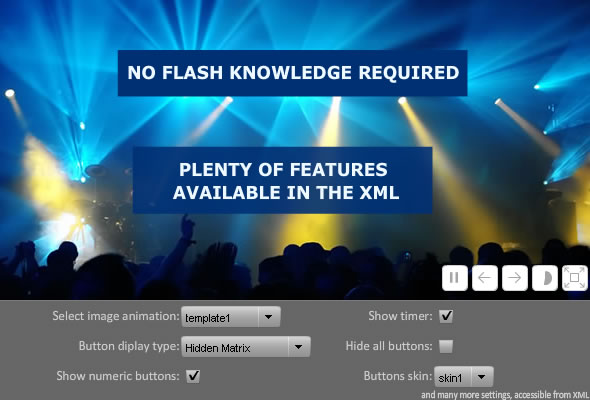 NO FLASH KNOWLEDGE REQUIRED
PLENTY OF FEATURES
AVAILABLE IN THE XML
Select image animation: template1
Show timer:
Button diplay type: Hidden Matrix
Hide all buttons:
Show numeric buttons:
Buttons skin: skin1
and many more settings, accessible from XML